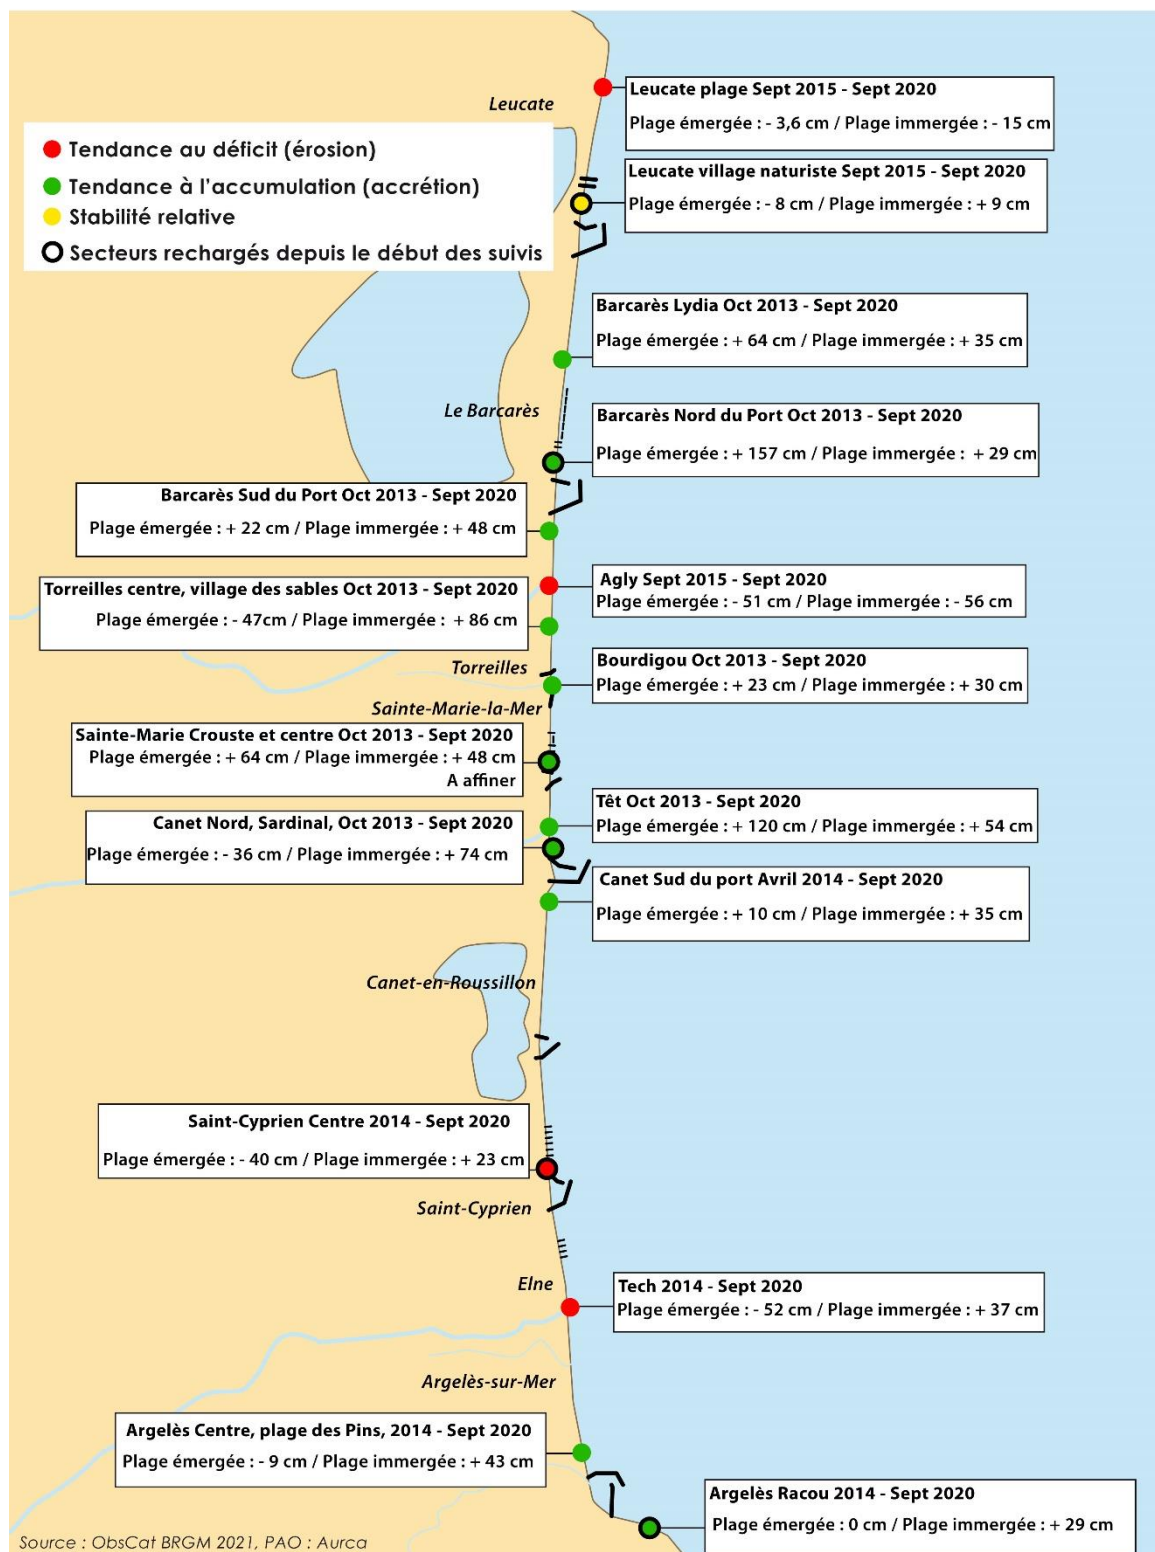 Leucate
Tendance au déficit (érosion)
Tendance à l'accumulation (accrétion)
Stabilité relative
Secteurs rechargés depuis le début des suivis
Leucate plage Sept 2015 - Sept 2020
Plage émergée : - 3,6 cm / Plage immergée : - 15 cm
Leucate village naturiste Sept 2015 - Sept 2020
Plage émergée : - 8 cm / Plage immergée : + 9 cm
Barcarès Lydia Oct 2013 - Sept 2020
Plage émergée : + 64 cm / Plage immergée : + 35 cm
Le Barcarès
Barcarès Nord du Port Oct 2013 - Sept 2020
Plage émergée : + 157 cm / Plage immergée : + 29 cm
Barcarès Sud du Port Oct 2013 - Sept 2020
Plage émergée : + 22 cm / Plage immergée : + 48 cm
Agly Sept 2015 - Sept 2020
Plage émergée : - 51 cm / Plage immergée : - 56 cm
Torreilles centre, village des sables Oct 2013 - Sept 2020
Plage émergée : - 47cm / Plage immergée : + 86 cm
Torreilles
Bourdigou Oct 2013 - Sept 2020
Plage émergée : + 23 cm / Plage immergée : + 30 cm
Sainte-Marie-la-Mer
Sainte-Marie Crouste et centre Oct 2013 - Sept 2020
Plage émergée : + 64 cm / Plage immergée : + 48 cm
A affiner
Têt Oct 2013 - Sept 2020
Plage émergée : + 120 cm / Plage immergée : + 54 cm
Canet Nord, Sardinal, Oct 2013 - Sept 2020
Plage émergée : - 36 cm / Plage immergée : + 74 cm
Canet Sud du port Avril 2014 - Sept 2020
Plage émergée : + 10 cm / Plage immergée : + 35 cm
Canet-en-Roussillon
Saint-Cyprien Centre 2014 - Sept 2020
Plage émergée : - 40 cm / Plage immergée : + 23 cm
Saint-Cyprien
Elne
Tech 2014 - Sept 2020
Plage émergée : - 52 cm / Plage immergée : + 37 cm
Argelès-sur-Mer
Argelès Centre, plage des Pins, 2014 - Sept 2020
Plage émergée : - 9 cm / Plage immergée : + 43 cm
Argelès Racou 2014 - Sept 2020
Plage émergée : 0 cm / Plage immergée : + 29 cm
Source : ObsCat BRGM 2021, PAO : Aurca